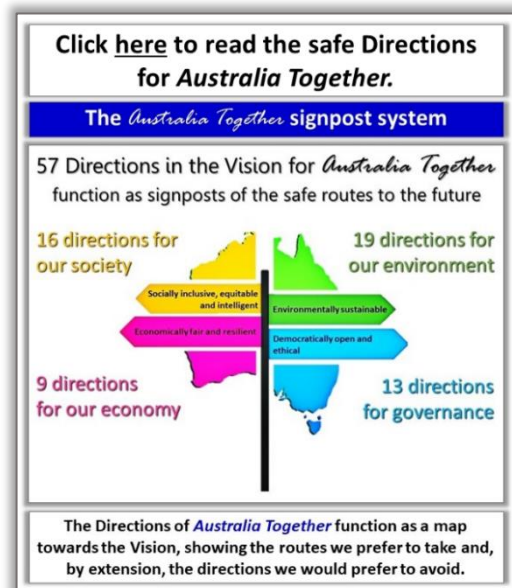 Click here to read the safe Directions
for Australia Together.
The Australia Together signpost system
57 Directions in the Vision for Australia Together
function as signposts of the safe routes to the future
16 directions for
our society
19 directions for
our environment
Socially inclusive, equitable
and intelligent
Environmentally sustainable
Economically fair and resilient
Democratically open and
ethical
9 directions
for our economy
13 directions
for governance
The Directions of Australia Together function as a map
towards the Vision, showing the routes we prefer to take and,
by extension, the directions we would prefer to avoid.